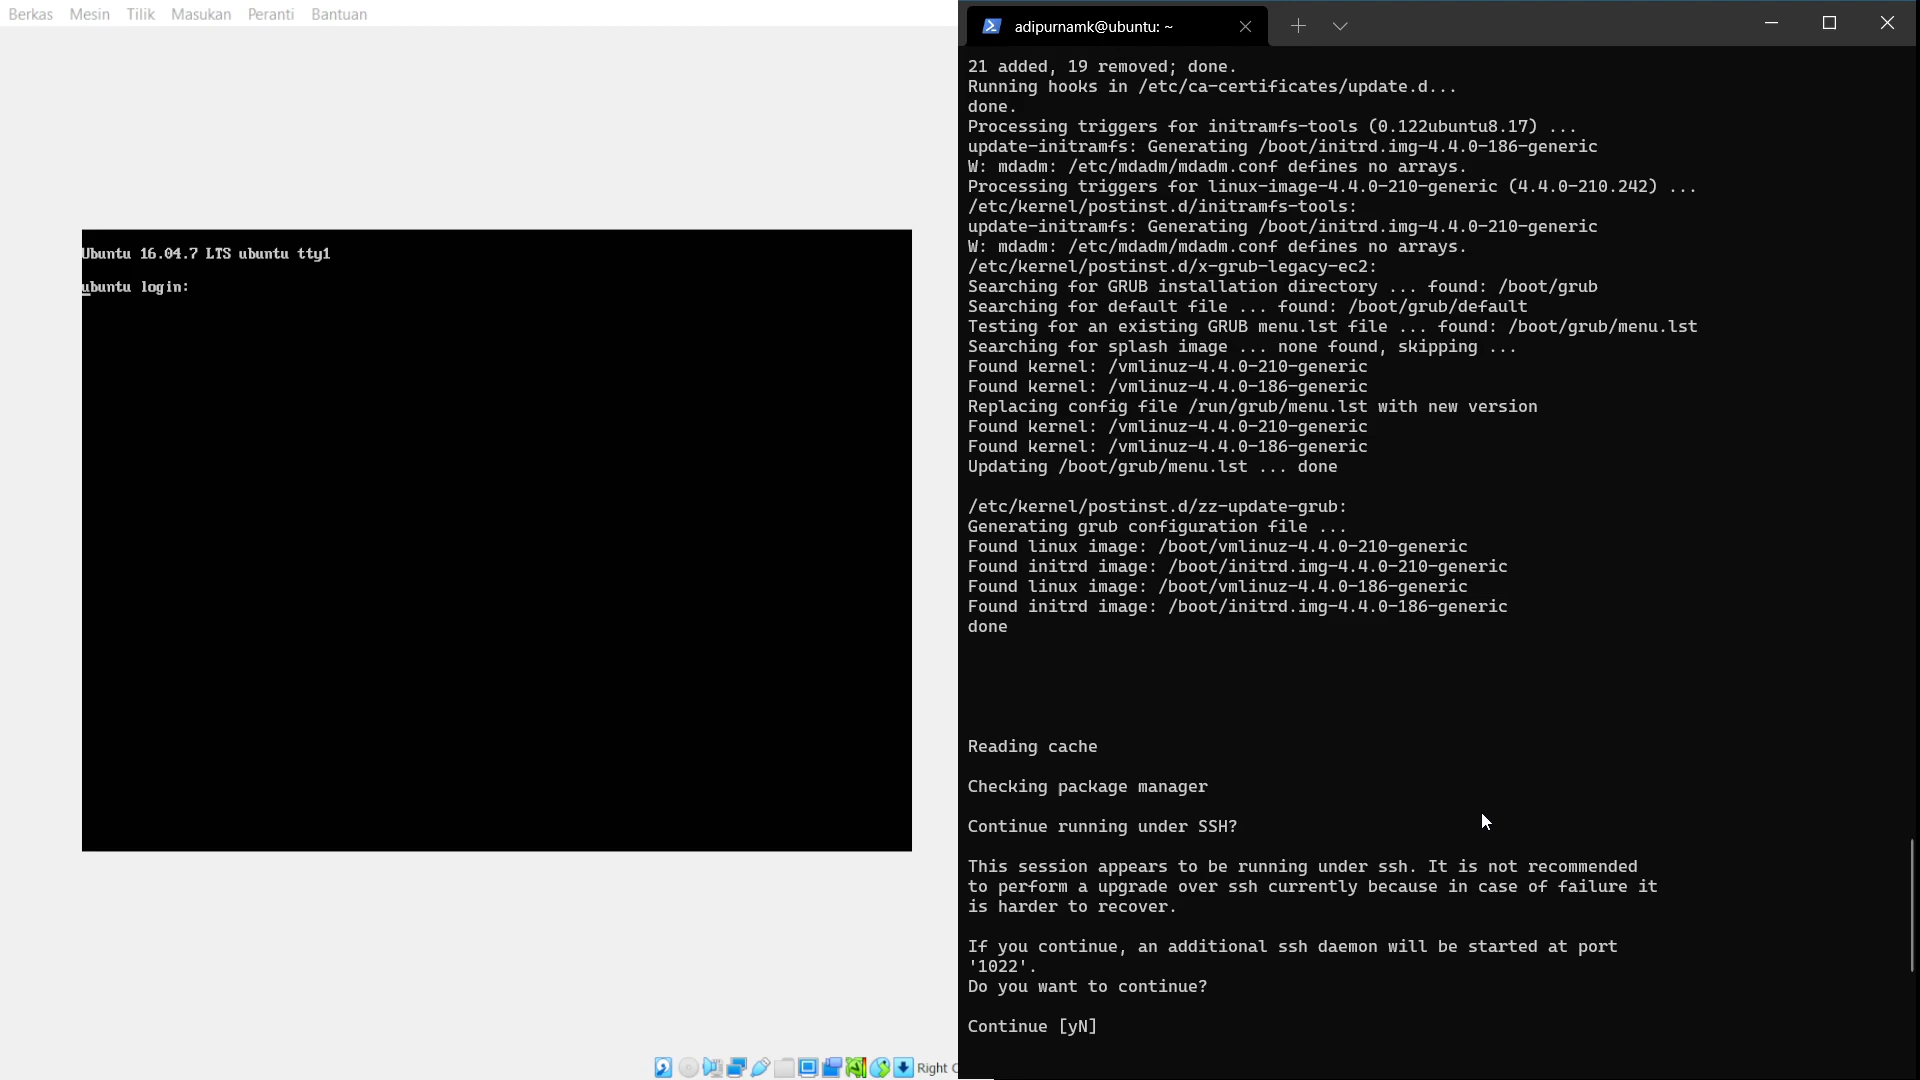 Berkas Mesin Tilik Masukan Peranti Bantuan
Ubuntu 16.04.7 LTS ubuntu tty1
ubuntu login:
adipurnamk@ubuntu: ~
21 added, 19 removed; done.
Running hooks in /etc/ca-certificates/update.d...
done.
Processing triggers for initramfs-tools (0.122ubuntu8.17) ...
update-initramfs: Generating /boot/initrd.img-4.4.0-186-generic
W: mdadm: /etc/mdadm/mdadm.conf defines no arrays.
Processing triggers for linux-image-4.4.0-210-generic (4.4.0-210.242) ...
/etc/kernel/postinst.d/initramfs-tools:
update-initramfs: Generating /boot/initrd.img-4.4.0-210-generic
W: mdadm: /etc/mdadm/mdadm.conf defines no arrays.
/etc/kernel/postinst.d/x-grub-legacy-ec2:
Searching for GRUB installation directory ... found: /boot/grub
Searching for default file ... found: /boot/grub/default
Testing for an existing GRUB menu.lst file ... found: /boot/grub/menu.lst
Searching for splash image ... none found, skipping ...
Found kernel: /vmlinuz-4.4.0-210-generic
Found kernel: /vmlinuz-4.4.0-186-generic
Replacing config file /run/grub/menu.lst with new version
Found kernel: /vmlinuz-4.4.0-210-generic
Found kernel: /vmlinuz-4.4.0-186-generic
Updating /boot/grub/menu.lst ... done
/etc/kernel/postinst.d/zz-update-grub:
Generating grub configuration file ...
Found linux image: /boot/vmlinuz-4.4.0-210-generic
Found initrd image: /boot/initrd.img-4.4.0-210-generic
Found linux image: /boot/vmlinuz-4.4.0-186-generic
Found initrd image: /boot/initrd.img-4.4.0-186-generic
done
Reading cache
Checking package manager
Continue running under SSH?
This session appears to be running under ssh. It is not recommended
to perform a upgrade over ssh currently because in case of failure it
is harder to recover.
If you continue, an additional ssh daemon will be started at port
'1022'.
Do you want to continue?
Continue [yN]
Right